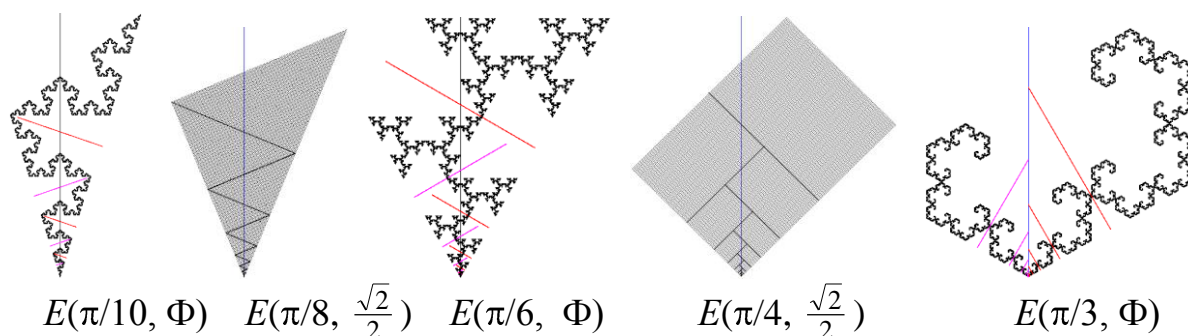 E(π/10, Φ) E(π/8, √2/2) E(π/6, Φ) E(π/4, √2/2) E(π/3, Φ)